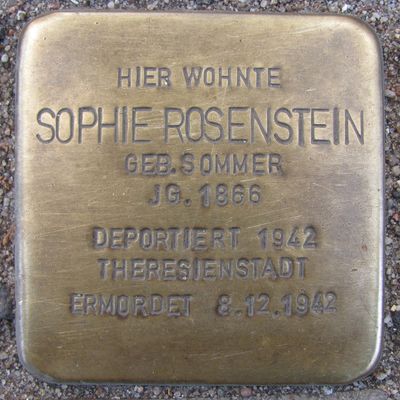 HIER WOHNTE
SOPHIE ROSENSTEIN
GEB. SOMMER
JG. 1866
DEPORTIERT 1942
THERESIENSTADT
ERMORDET 8.12.1942